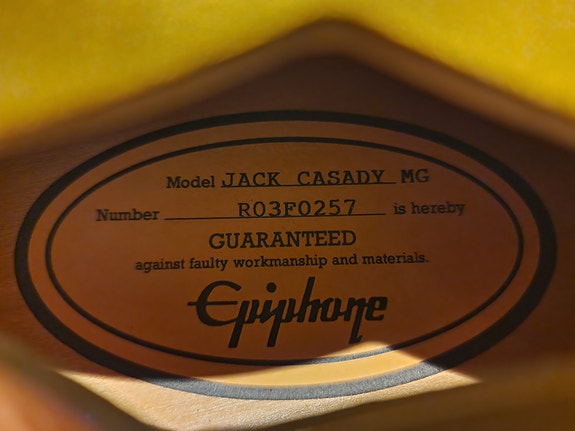 Model JACK CASADY MG
Number R03F0257 is hereby
GUARANTEED
against faulty workmanship and materials.
Epiphone